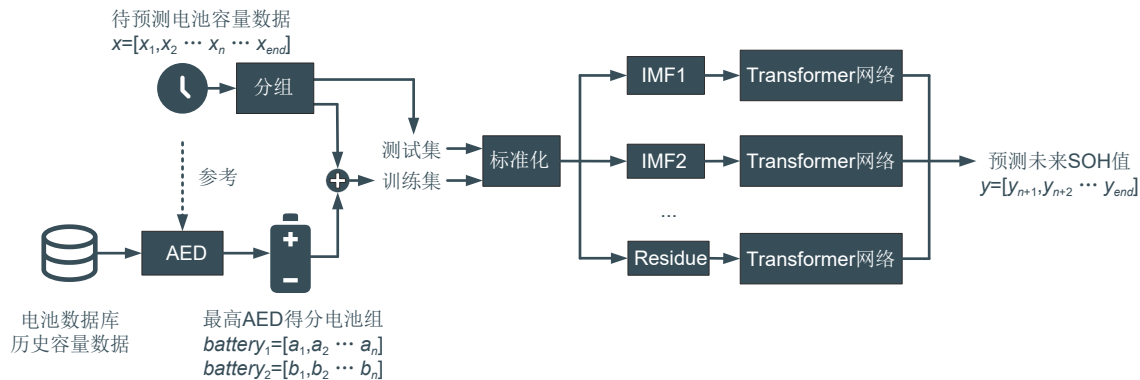 待预测电池容量数据
x=[x₁,x₂ ⋯ xₙ ⋯ x_end]
分组
参考
AED
电池数据库
历史容量数据
最高AED得分电池组
battery₁=[a₁,a₂ ⋯ aₙ]
battery₂=[b₁,b₂ ⋯ bₙ]
测试集
训练集
标准化
IMF1
Transformer网络
IMF2
Transformer网络
...
Residue
Transformer网络
预测未来SOH值
y=[yₙ₊₁,yₙ₊₂ ⋯ y_end]